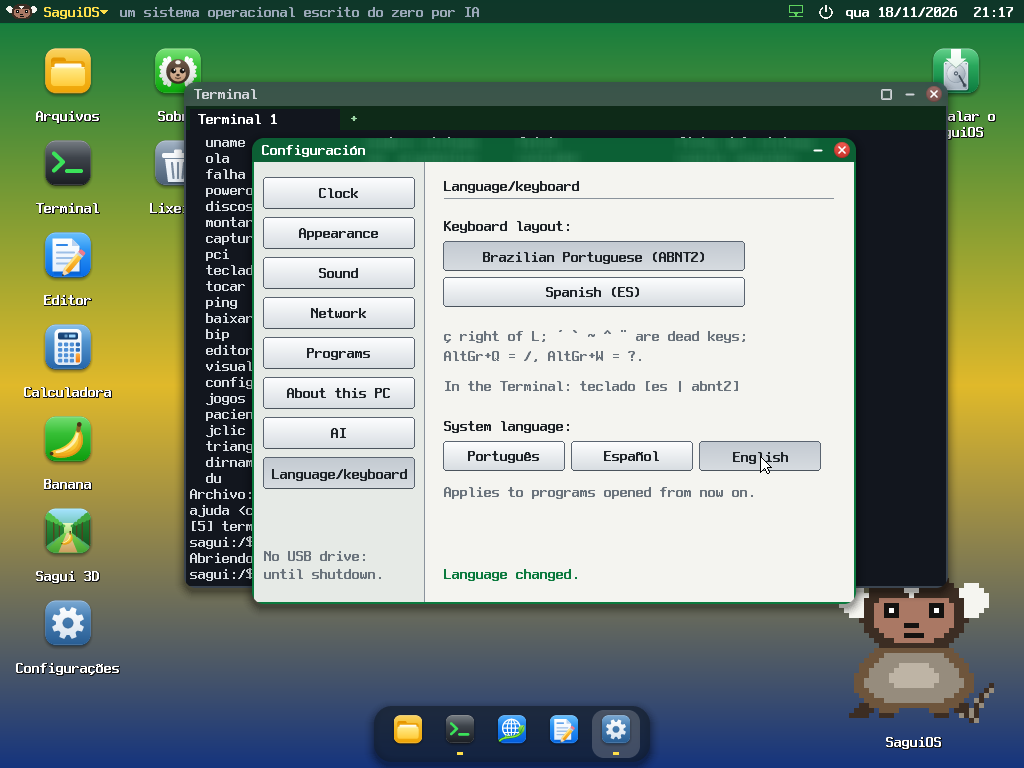 SaguiOS▾ um sistema operacional escrito do zero por IA
qua 18/11/2026 21:17
Arquivos
Terminal
Editor
Calculadora
Banana
Sagui 3D
Configurações
Sob
Lixe
alar o
guiOS
SaguiOS
Terminal
Terminal 1 +
uname
ola
falha
powero
discos
montar
captur
pci
teclad
tocar
ping
baixar
bip
editor
visual
config
jogos
pacien
jclic
triang
dirnam
du
Archivo:
ajuda <c
[5] term
sagui:/$
Abriendo
sagui:/$
Configuración
Clock
Appearance
Sound
Network
Programs
About this PC
AI
Language/keyboard
No USB drive:
until shutdown.
Language/keyboard
Keyboard layout:
Brazilian Portuguese (ABNT2)
Spanish (ES)
ç right of L; ´ ` ~ ^ ¨ are dead keys;
AltGr+Q = /, AltGr+W = ?.
In the Terminal: teclado [es | abnt2]
System language:
Português Español English
Applies to programs opened from now on.
Language changed.